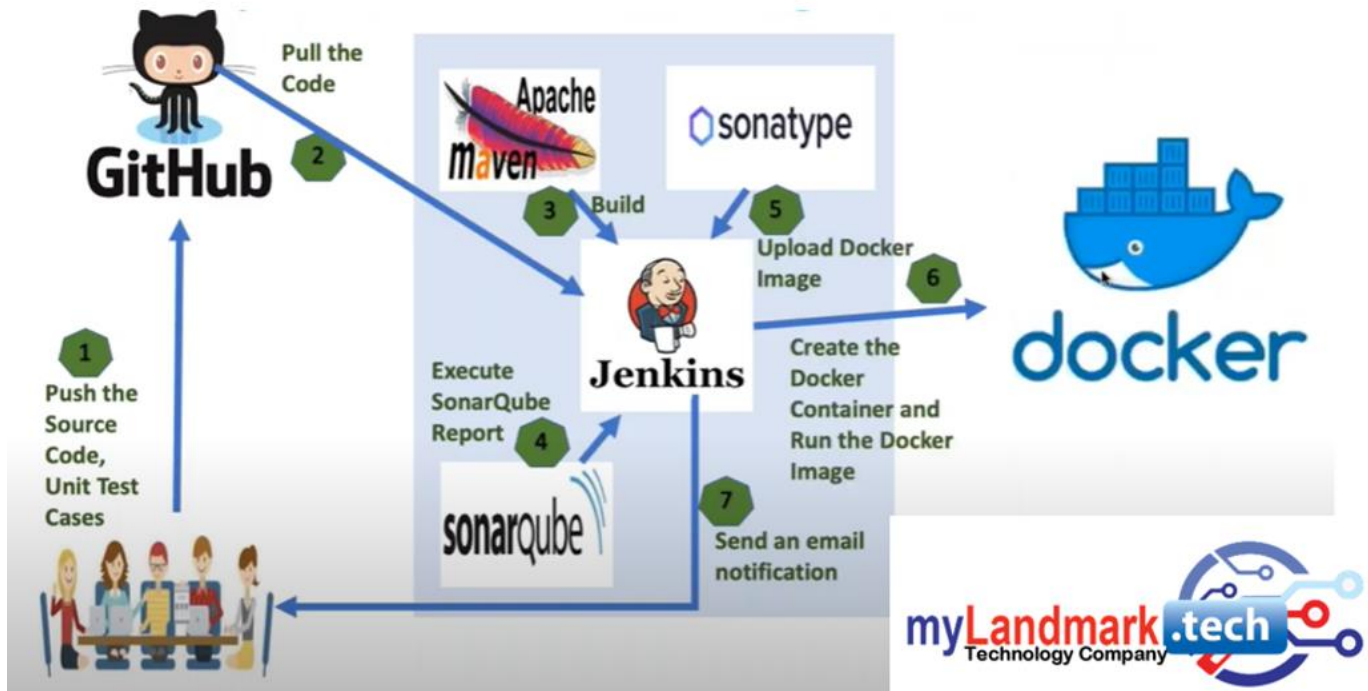 Pull the
Code
2
GitHub
Apache
maven
3
Build
sonatype
5
Upload Docker
Image
6
docker
1
Push the
Source
Code,
Unit Test
Cases
Jenkins
Execute
SonarQube
Report
4
sonarqube
Create the
Docker
Container and
Run the Docker
Image
7
Send an email
notification
myLandmark.tech
Technology Company